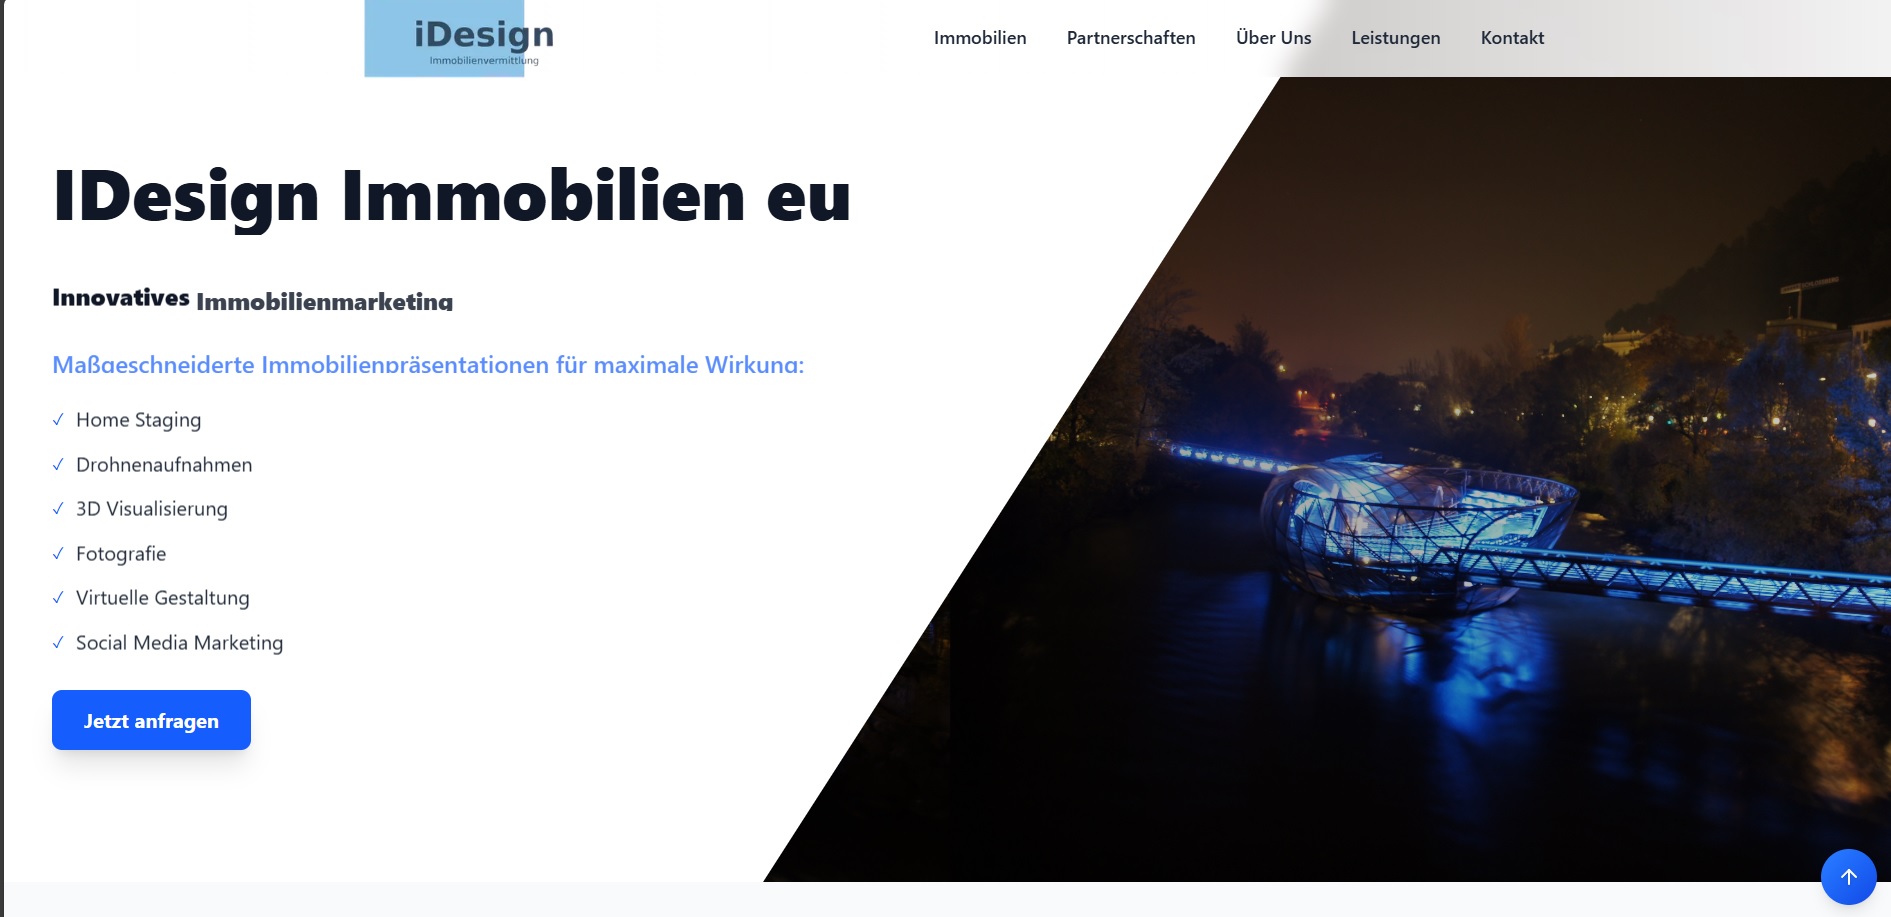 iDesign
Immobilienvermittlung
Immobilien Partnerschaften Über Uns Leistungen Kontakt
IDesign Immobilien eu
Innovatives Immobilienmarketing
Maßgeschneiderte Immobilienpräsentationen für maximale Wirkung:
✓ Home Staging
✓ Drohnenaufnahmen
✓ 3D Visualisierung
✓ Fotografie
✓ Virtuelle Gestaltung
✓ Social Media Marketing
Jetzt anfragen